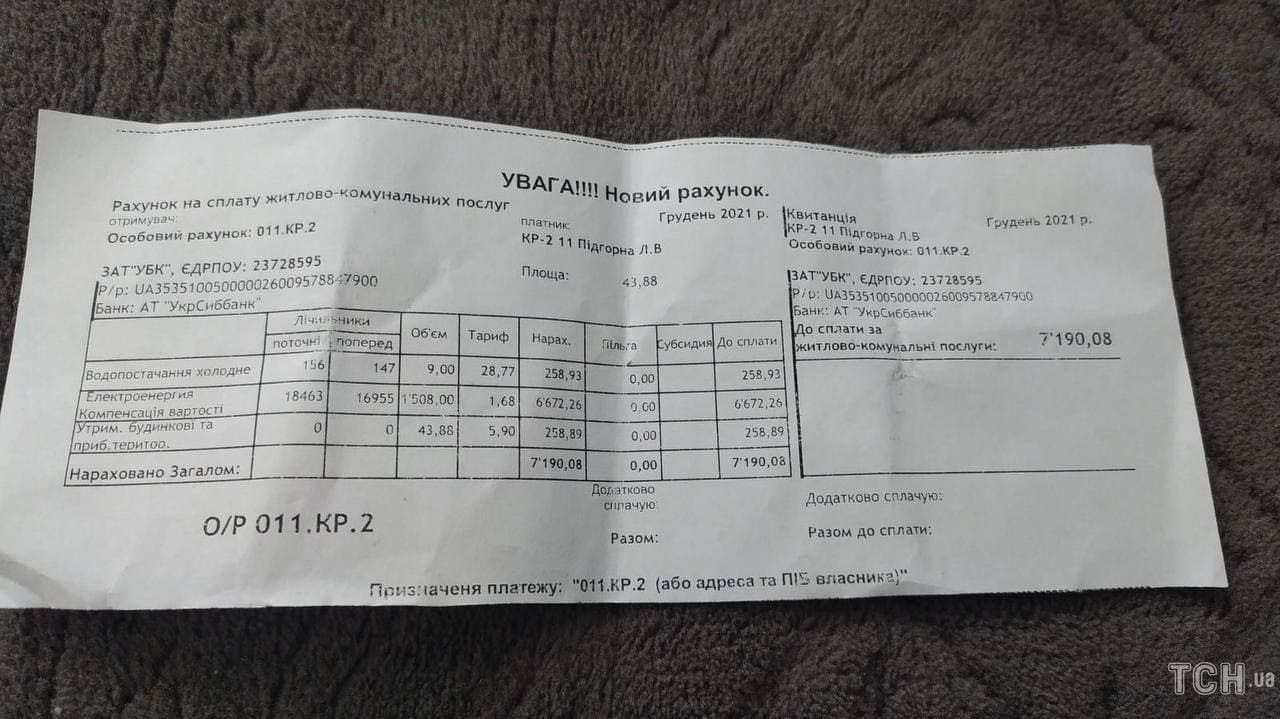 УВАГА!!!! Новий рахунок.
Рахунок на сплату житлово-комунальних послуг
Грудень 2021 р.
отримувач:
платник:
Особовий рахунок: 011.КР.2
КР-2 11 Підгорна Л.В
ЗАТ"УБК", ЄДРПОУ: 23728595
Площа: 43,88
Р/р: UA353510050000026009578847900
Банк: АТ "УкрСиббанк"
Лічильники Об'єм Тариф Нарах. Пільга Субсидия До сплати
поточні поперед
Водопостачання холодне 156 147 9,00 28,77 258,93 0,00 258,93
Електроенергия
Компенсація вартості 18463 16955 1'508,00 1,68 6'672,26 0,00 6'672,26
Утрим. будинкові та
приб.територ. 0 0 43,88 5,90 258,89 0,00 258,89
Нараховано Загалом: 7'190,08 0,00 7'190,08
Додатково
сплачую:
О/Р 011.КР.2
Разом:
Квитанція
Грудень 2021 р.
КР-2 11 Підгорна Л.В
Особовий рахунок: 011.КР.2
ЗАТ"УБК", ЄДРПОУ: 23728595
Р/р: UA353510050000026009578847900
Банк: АТ "УкрСиббанк"
До сплати за
житлово-комунальні послуги: 7'190,08
Додатково сплачую:
Разом до сплати:
Призначеня платежу: "011.КР.2 (або адреса та ПІБ власника)"
ТСН.ua